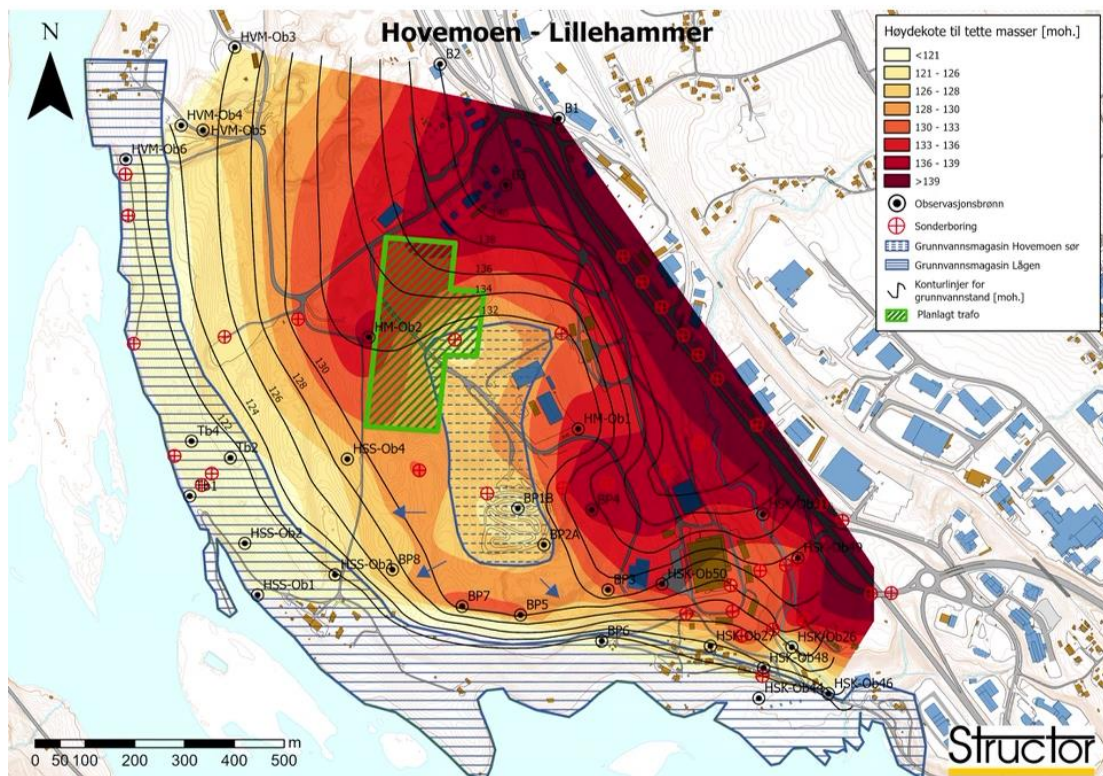 Hovemoen - Lillehammer
N
Høydekote til tette masser [moh.]
<121
121 - 126
126 - 128
128 - 130
130 - 133
133 - 136
136 - 139
>139
Observasjonsbrønn
Sonderboring
Grunnvannsmagasin Hovemoen sør
Grunnvannsmagasin Lågen
Konturlinjer for
grunnvannstand [moh.]
Planlagt trafo
HVM-Ob3
B2
B1
HVM-Ob4
HVM-Ob5
HVM-Ob6
138
136
134
132
HM-Ob2
130
128
126
124
122
HM-Ob1
Tb4
Tb2
HSS-Ob4
Tb1
BP1B
BP4
HSS-Ob2
BP2A
HSS-Ob3
BP8
BP3
HSK-Ob50
HSS-Ob1
BP7
BP5
BP6
HSK-Ob27
HSK-Ob26
HSK-Ob48
HSK-Ob46
0 50 100 200 300 400 500
m
Structor